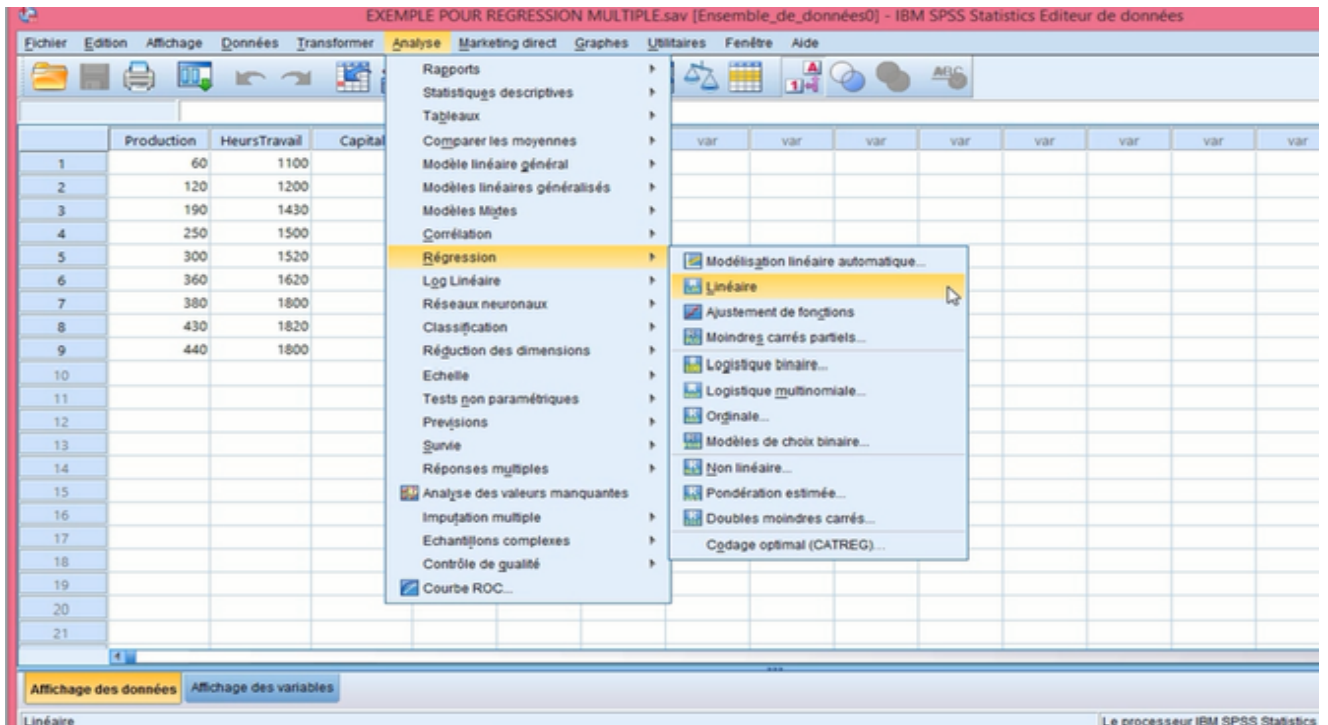 EXEMPLE POUR REGRESSION MULTIPLE.sav [Ensemble_de_données0] - IBM SPSS Statistics Editeur de données
Fichier Edition Affichage Données Transformer Analyse Marketing direct Graphes Utilitaires Fenêtre Aide
Production HeursTravail Capital var var var var var var var
1 60 1100
2 120 1200
3 190 1430
4 250 1500
5 300 1520
6 360 1620
7 380 1800
8 430 1820
9 440 1800
10
11
12
13
14
15
16
17
18
19
20
21
Rapports
Statistiques descriptives
Tableaux
Comparer les moyennes
Modèle linéaire général
Modèles linéaires généralisés
Modèles Mixtes
Corrélation
Régression
Log Linéaire
Réseaux neuronaux
Classification
Réduction des dimensions
Echelle
Tests non paramétriques
Prévisions
Survie
Réponses multiples
Analyse des valeurs manquantes
Imputation multiple
Echantillons complexes
Contrôle de qualité
Courbe ROC...
Modélisation linéaire automatique...
Linéaire
Ajustement de fonctions
Moindres carrés partiels...
Logistique binaire...
Logistique multinomiale...
Ordinale...
Modèles de choix binaire...
Non linéaire...
Pondération estimée...
Doubles moindres carrés...
Codage optimal (CATREG)...
Affichage des données Affichage des variables
Linéaire Le processeur IBM SPSS Statistics